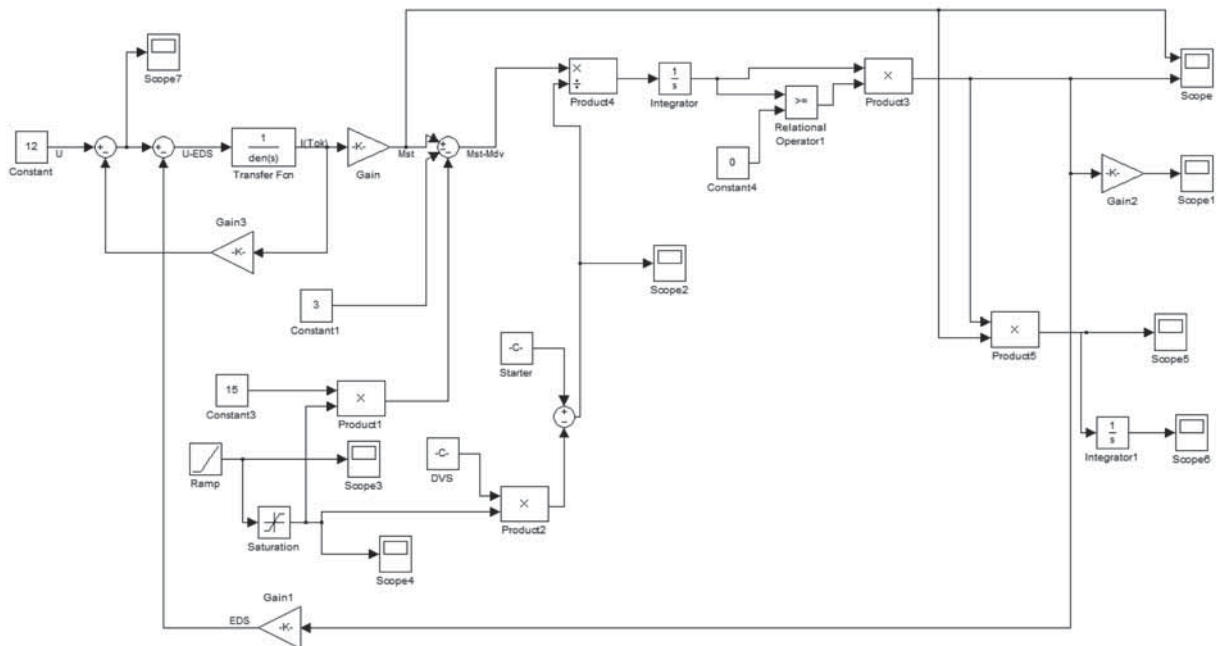 Scope7
12
Constant
U
+
-
+
-
U-EDS
1
den(s)
Transfer Fcn
I(Tok)
-K-
Gain
Mst
+
-
-
Mst-Mdv
×
÷
Product4
1
s
Integrator
>=
Relational
Operator1
0
Constant4
×
Product3
Scope
-K-
Gain2
Scope1
Gain3
-K-
3
Constant1
Scope2
-C-
Starter
+
-
15
Constant3
×
Product1
Ramp
Scope3
Saturation
Scope4
-C-
DVS
×
Product2
×
Product5
Scope5
1
s
Integrator1
Scope6
Gain1
-K-
EDS